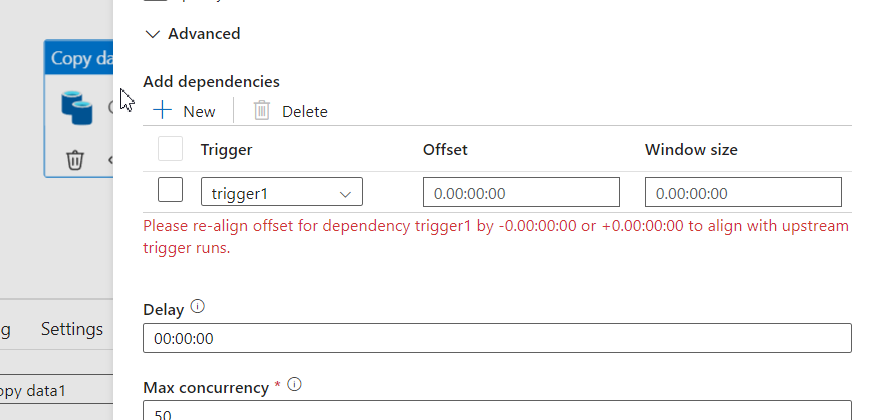 Advanced
Copy da
Add dependencies
New Delete
Trigger Offset Window size
trigger1 0.00:00:00 0.00:00:00
Please re-align offset for dependency trigger1 by -0.00:00:00 or +0.00:00:00 to align with upstream
trigger runs.
Delay
00:00:00
g Settings
Max concurrency *
opy data1
50